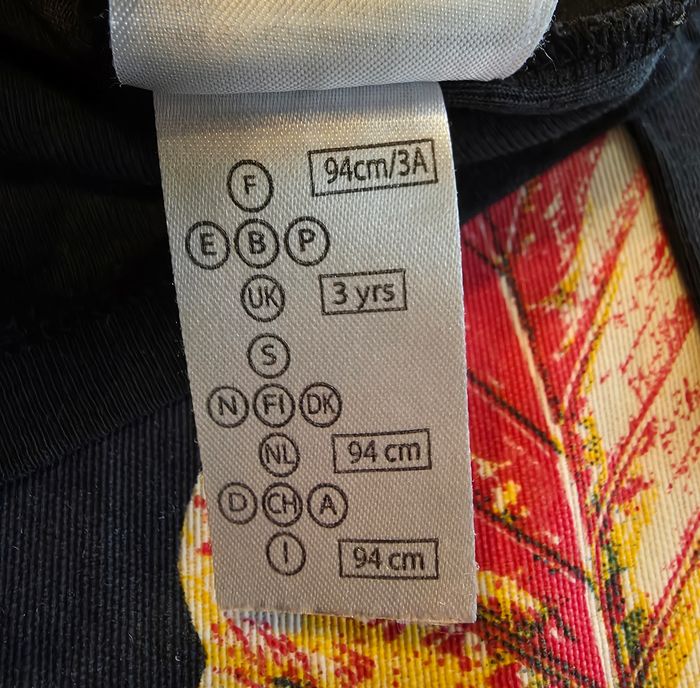 F 94cm/3A
E B P
UK 3 yrs
S
N FI DK
NL 94 cm
D CH A
I 94 cm